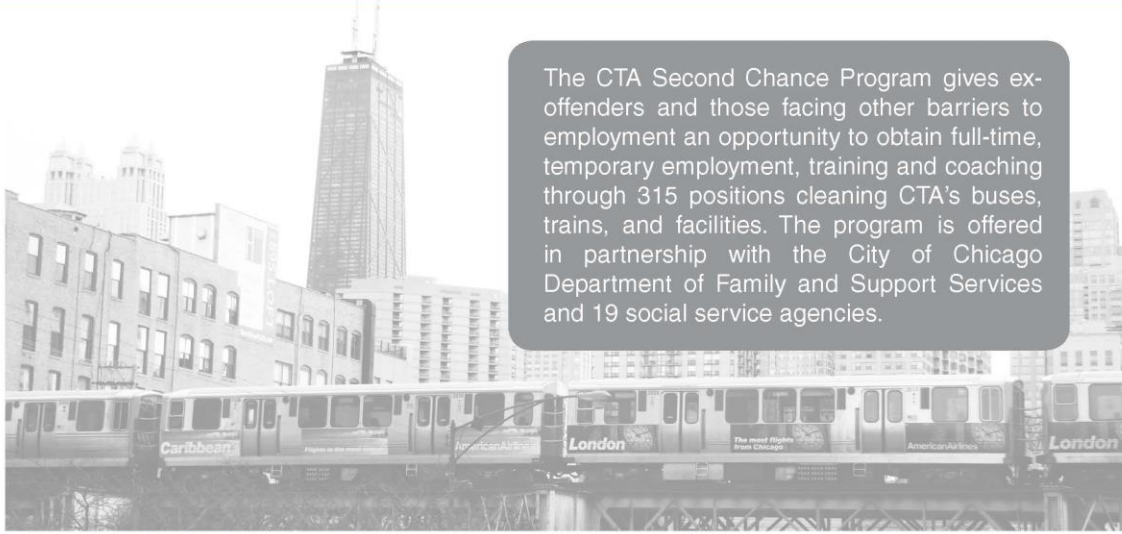 The CTA Second Chance Program gives ex-
offenders and those facing other barriers to
employment an opportunity to obtain full-time,
temporary employment, training and coaching
through 315 positions cleaning CTA's buses,
trains, and facilities. The program is offered
in partnership with the City of Chicago
Department of Family and Support Services
and 19 social service agencies.
Caribbean
AmericanAirlines
London
The most flights
from Chicago
AmericanAirlines
London